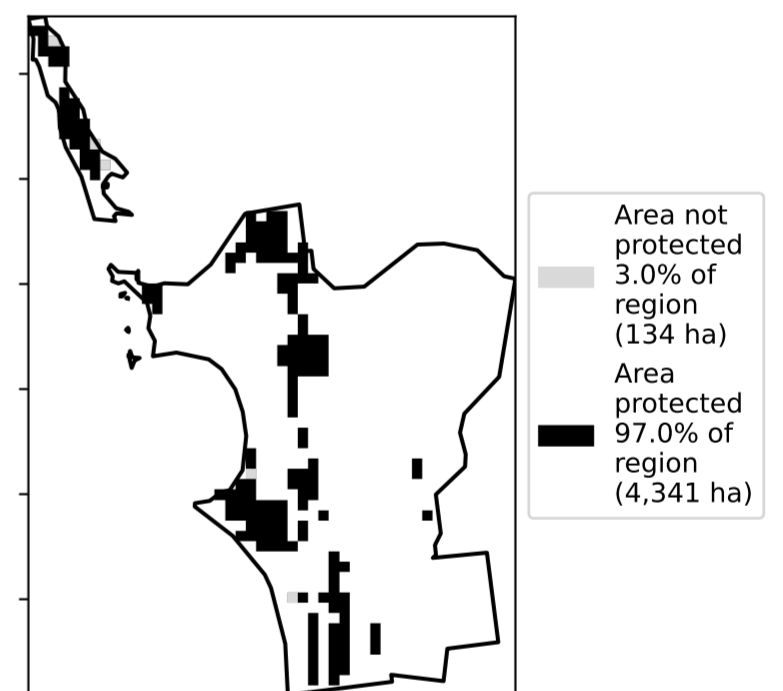 Area not
protected
3.0% of
region
(134 ha)
Area
protected
97.0% of
region
(4,341 ha)